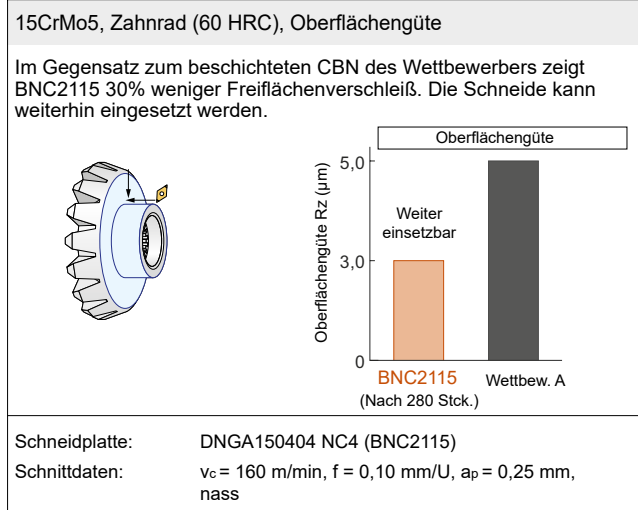 15CrMo5, Zahnrad (60 HRC), Oberflächengüte
Im Gegensatz zum beschichteten CBN des Wettbewerbers zeigt
BNC2115 30% weniger Freiflächenverschleiß. Die Schneide kann
weiterhin eingesetzt werden.
Oberflächengüte
Oberflächengüte Rz (μm)
5,0
3,0
0
Weiter
einsetzbar
BNC2115
Wettbew. A
(Nach 280 Stck.)
Schneidplatte: DNGA150404 NC4 (BNC2115)
Schnittdaten: vc = 160 m/min, f = 0,10 mm/U, ap = 0,25 mm,
nass